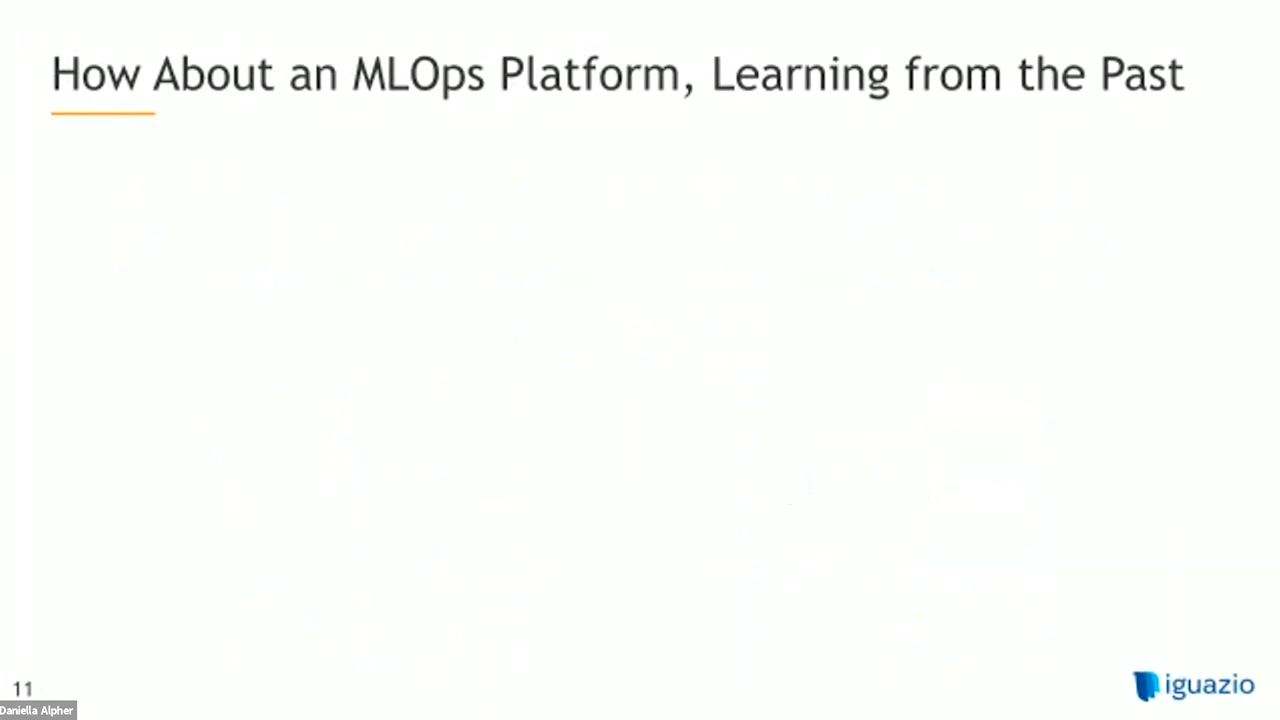 How About an MLOps Platform, Learning from the Past
11
Daniella Alpher
iguazio